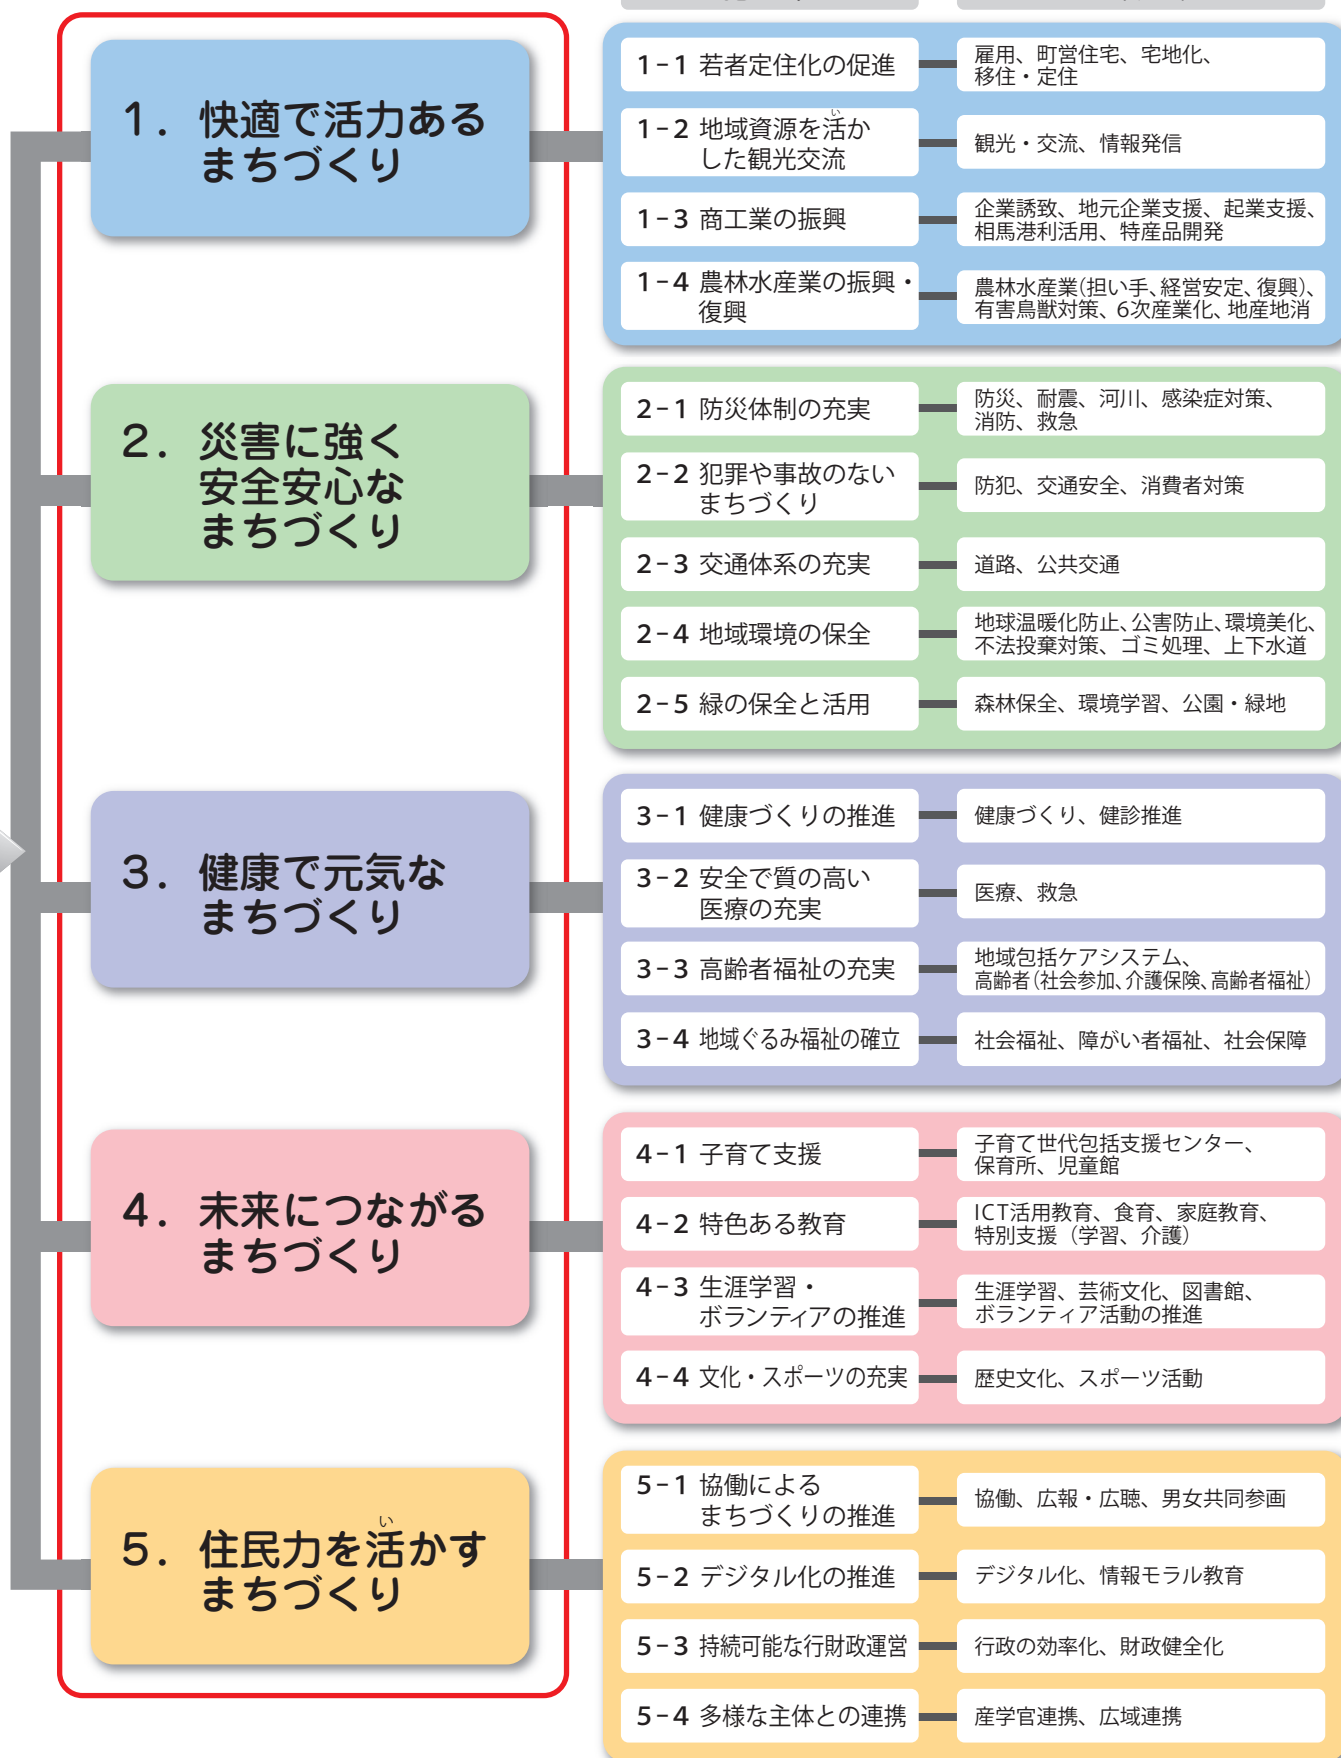 1. 快適で活力ある
まちづくり
1-1 若者定住化の促進
雇用、町営住宅、宅地化、
移住・定住
1-2 地域資源を活か
い
した観光交流
観光・交流、情報発信
1-3 商工業の振興
企業誘致、地元企業支援、起業支援、
相馬港利活用、特産品開発
1-4 農林水産業の振興・
復興
農林水産業(担い手、経営安定、復興)、
有害鳥獣対策、6次産業化、地産地消
2. 災害に強く
安全安心な
まちづくり
2-1 防災体制の充実
防災、耐震、河川、感染症対策、
消防、救急
2-2 犯罪や事故のない
まちづくり
防犯、交通安全、消費者対策
2-3 交通体系の充実
道路、公共交通
2-4 地域環境の保全
地球温暖化防止、公害防止、環境美化、
不法投棄対策、ゴミ処理、上下水道
2-5 緑の保全と活用
森林保全、環境学習、公園・緑地
3. 健康で元気な
まちづくり
3-1 健康づくりの推進
健康づくり、健診推進
3-2 安全で質の高い
医療の充実
医療、救急
3-3 高齢者福祉の充実
地域包括ケアシステム、
高齢者(社会参加、介護保険、高齢者福祉)
3-4 地域ぐるみ福祉の確立
社会福祉、障がい者福祉、社会保障
4. 未来につながる
まちづくり
4-1 子育て支援
子育て世代包括支援センター、
保育所、児童館
4-2 特色ある教育
ICT活用教育、食育、家庭教育、
特別支援(学習、介護)
4-3 生涯学習・
ボランティアの推進
生涯学習、芸術文化、図書館、
ボランティア活動の推進
4-4 文化・スポーツの充実
歴史文化、スポーツ活動
5. 住民力を活かす
い
まちづくり
5-1 協働による
まちづくりの推進
協働、広報・広聴、男女共同参画
5-2 デジタル化の推進
デジタル化、情報モラル教育
5-3 持続可能な行財政運営
行政の効率化、財政健全化
5-4 多様な主体との連携
産学官連携、広域連携